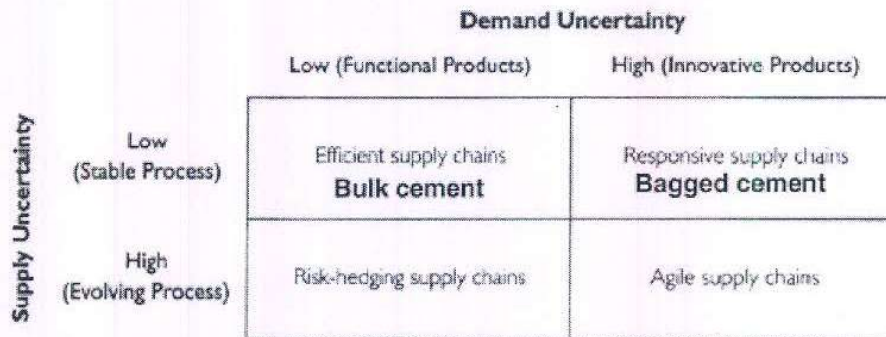 Demand Uncertainty
Low (Functional Products)
High (Innovative Products)
Supply Uncertainty
Low
(Stable Process)
Efficient supply chains
Bulk cement
Responsive supply chains
Bagged cement
High
(Evolving Process)
Risk-hedging supply chains
Agile supply chains